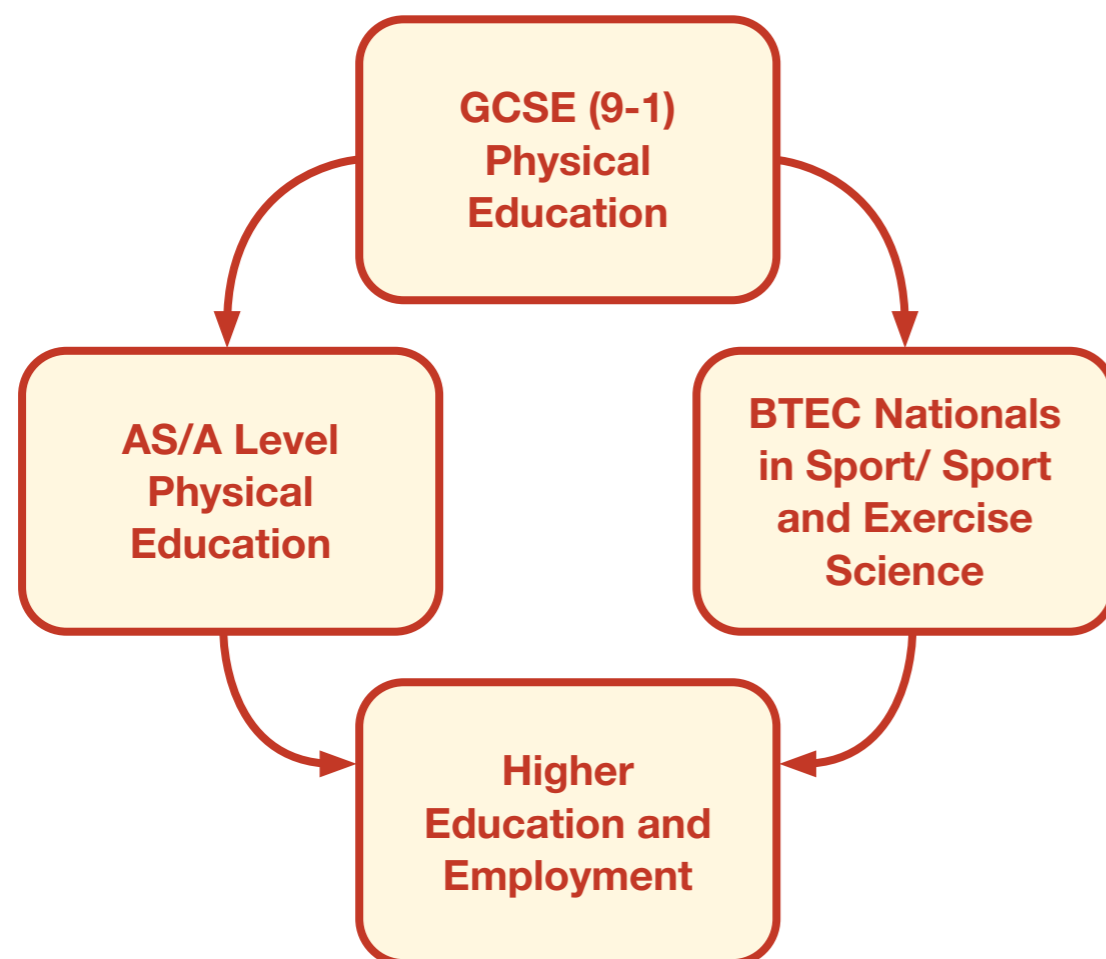 GCSE (9-1)
Physical
Education
AS/A Level
Physical
Education
BTEC Nationals
in Sport/ Sport
and Exercise
Science
Higher
Education and
Employment